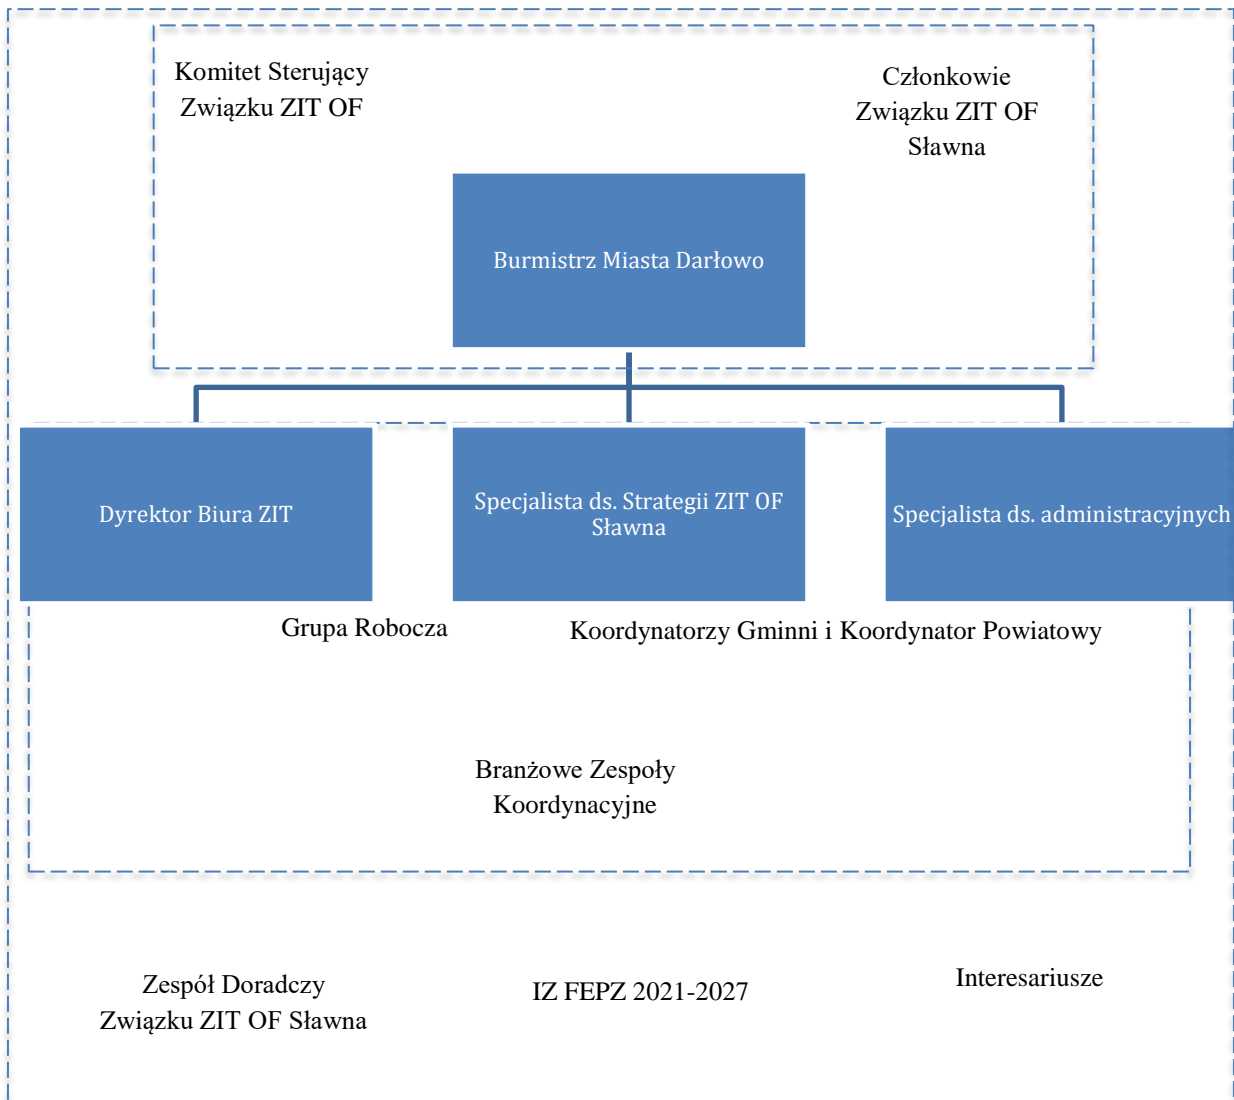 Komitet Sterujący
Związku ZIT OF
Członkowie
Związku ZIT OF
Sławna
Burmistrz Miasta Darłowo
Dyrektor Biura ZIT
Specjalista ds. Strategii ZIT OF
Sławna
Specjalista ds. administracyjnych
Grupa Robocza
Koordynatorzy Gminni i Koordynator Powiatowy
Branżowe Zespoły
Koordynacyjne
Zespół Doradczy
Związku ZIT OF Sławna
IZ FEPZ 2021-2027
Interesariusze